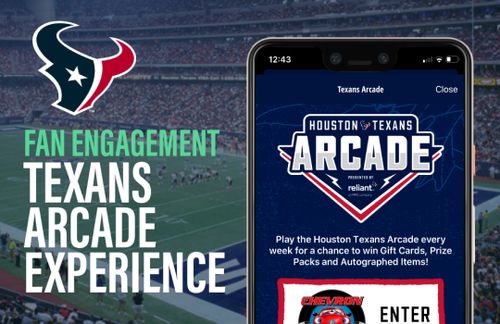 FAN ENGAGEMENT
TEXANS
ARCADE
EXPERIENCE
12:43
Texans Arcade
Close
HOUSTON TEXANS
ARCADE
PRESENTED BY
reliant
Play the Houston Texans Arcade every
week for a chance to win Gift Cards, Prize
Packs and Autographed Items!
CHEVRON
ENTER